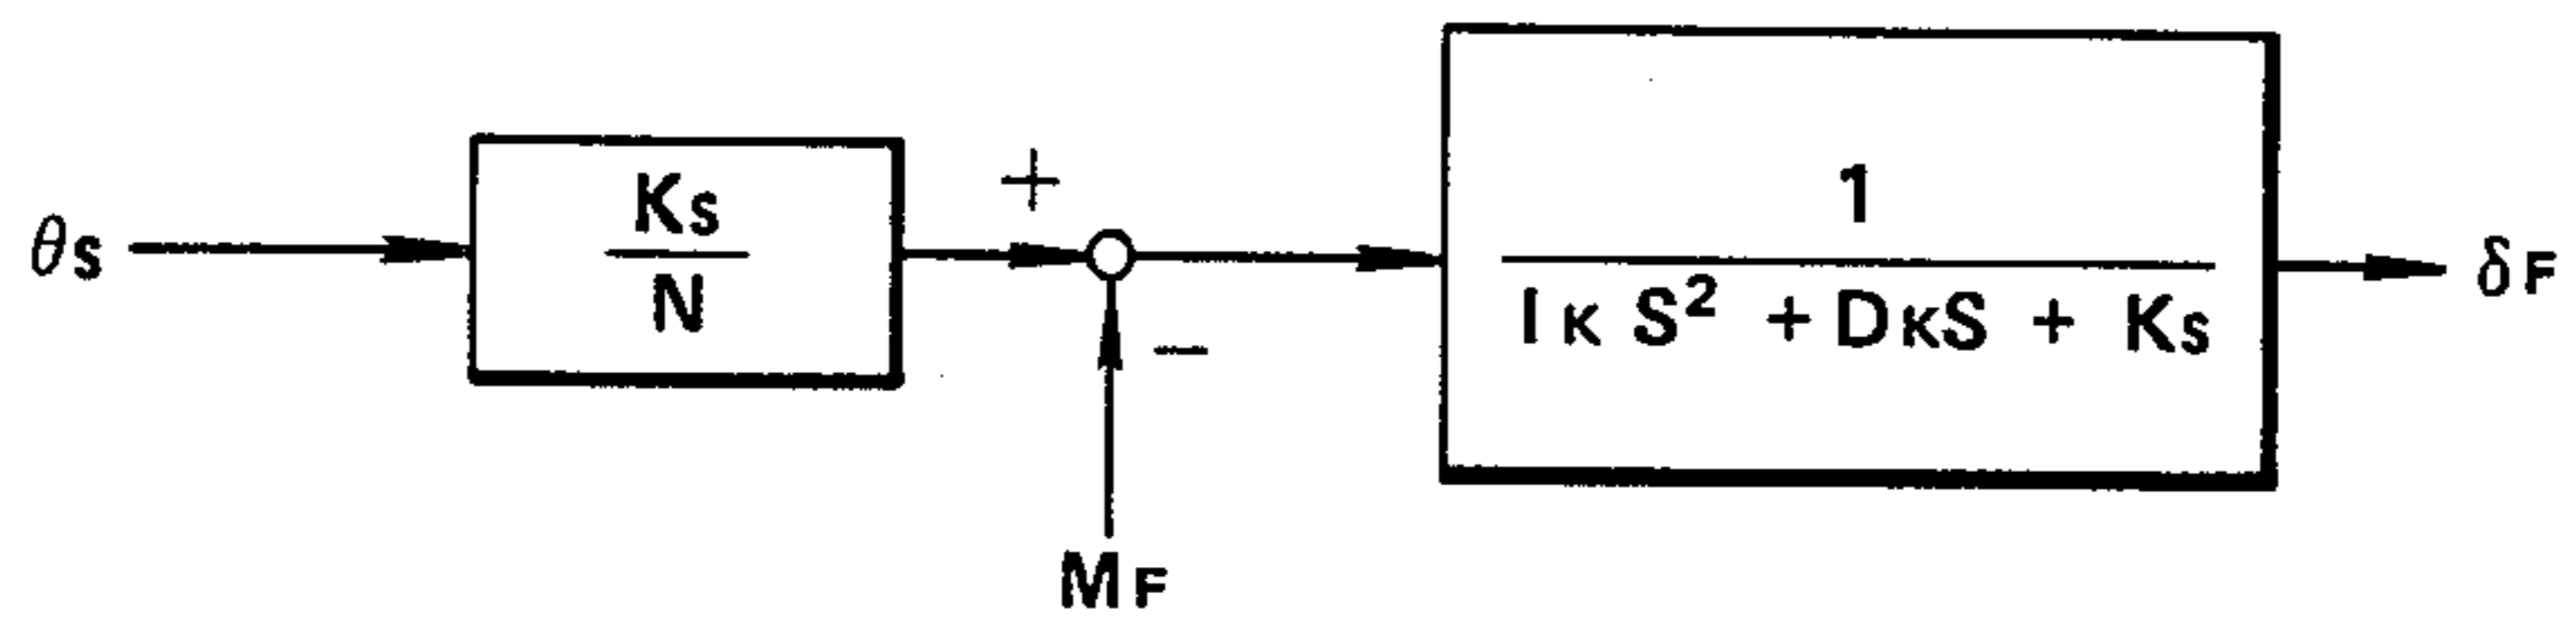 θs
Ks
N
+
−
MF
1
IK S² + DKS + Ks
δF